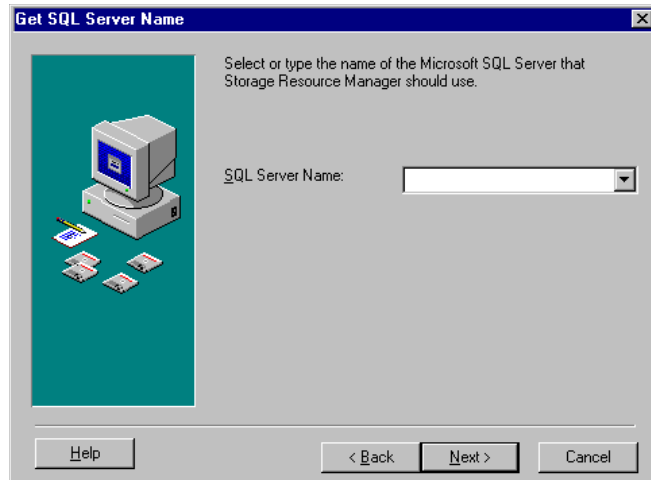 Get SQL Server Name
Select or type the name of the Microsoft SQL Server that
Storage Resource Manager should use.
SQL Server Name:
Help
< Back
Next >
Cancel